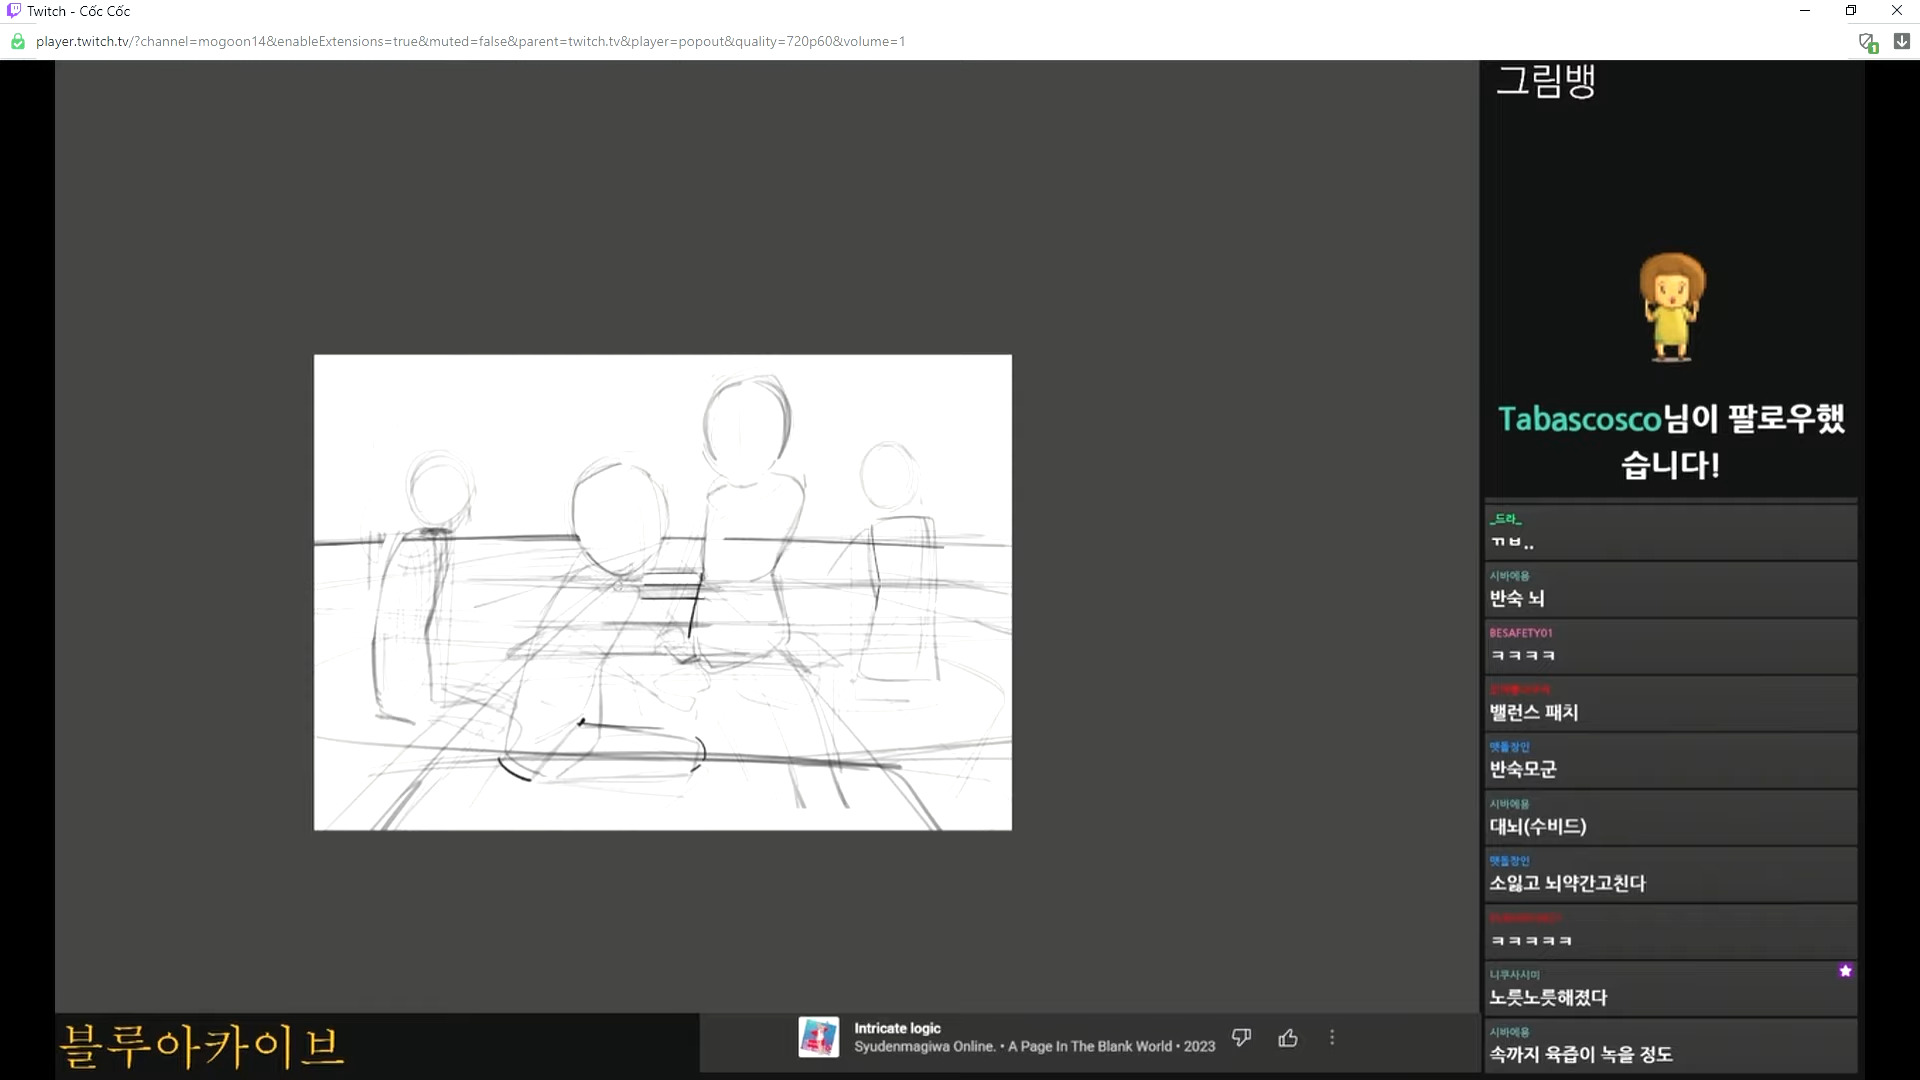 Twitch - Cốc Cốc
player.twitch.tv/?channel=mogoon14&enableExtensions=true&muted=false&parent=twitch.tv&player=popout&quality=720p60&volume=1
그림뱅
Tabascosco님이 팔로우했
습니다!
_드라_
ㄲㅂ..
시바에용
반숙 뇌
BESAFETY01
ㅋㅋㅋㅋ
밸런스 패치
맷돌장인
반숙모군
시바에용
대뇌(수비드)
맷돌장인
소잃고 뇌약간고친다
ㅋㅋㅋㅋㅋ
니쿠사시미
노릇노릇해졌다
시바에용
속까지 육즙이 녹을 정도
블루아카이브
Intricate logic
Syudenmagiwa Online. • A Page In The Blank World • 2023